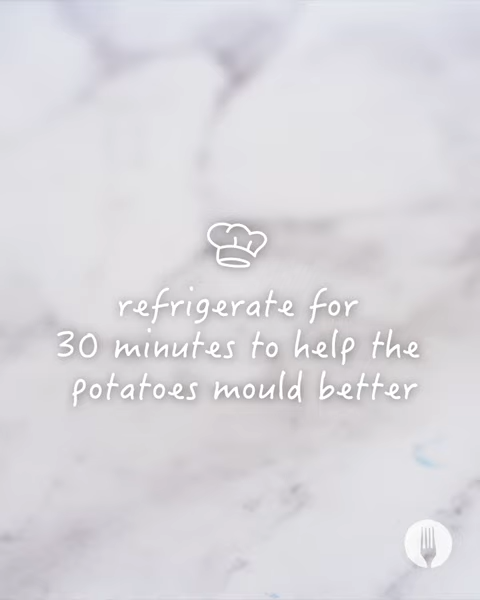 refrigerate for
30 minutes to help the
potatoes mould better